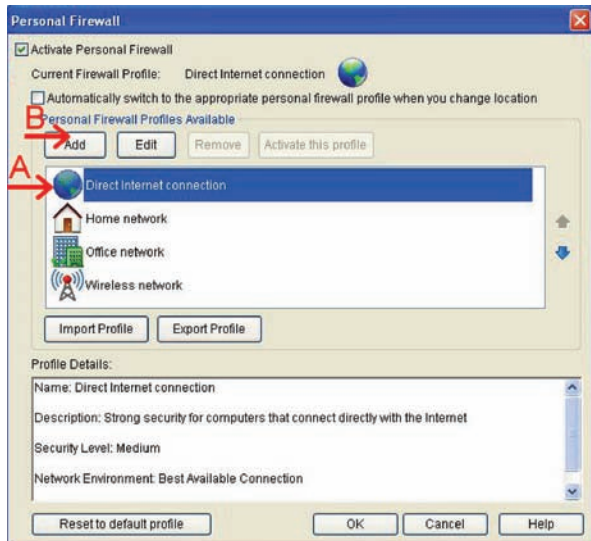 Personal Firewall
Activate Personal Firewall
Current Firewall Profile: Direct Internet connection
Automatically switch to the appropriate personal firewall profile when you change location
B
Personal Firewall Profiles Available
Add Edit Remove Activate this profile
A
Direct Internet connection
Home network
Office network
Wireless network
Import Profile Export Profile
Profile Details:
Name: Direct Internet connection
Description: Strong security for computers that connect directly with the Internet
Security Level: Medium
Network Environment: Best Available Connection
Reset to default profile OK Cancel Help